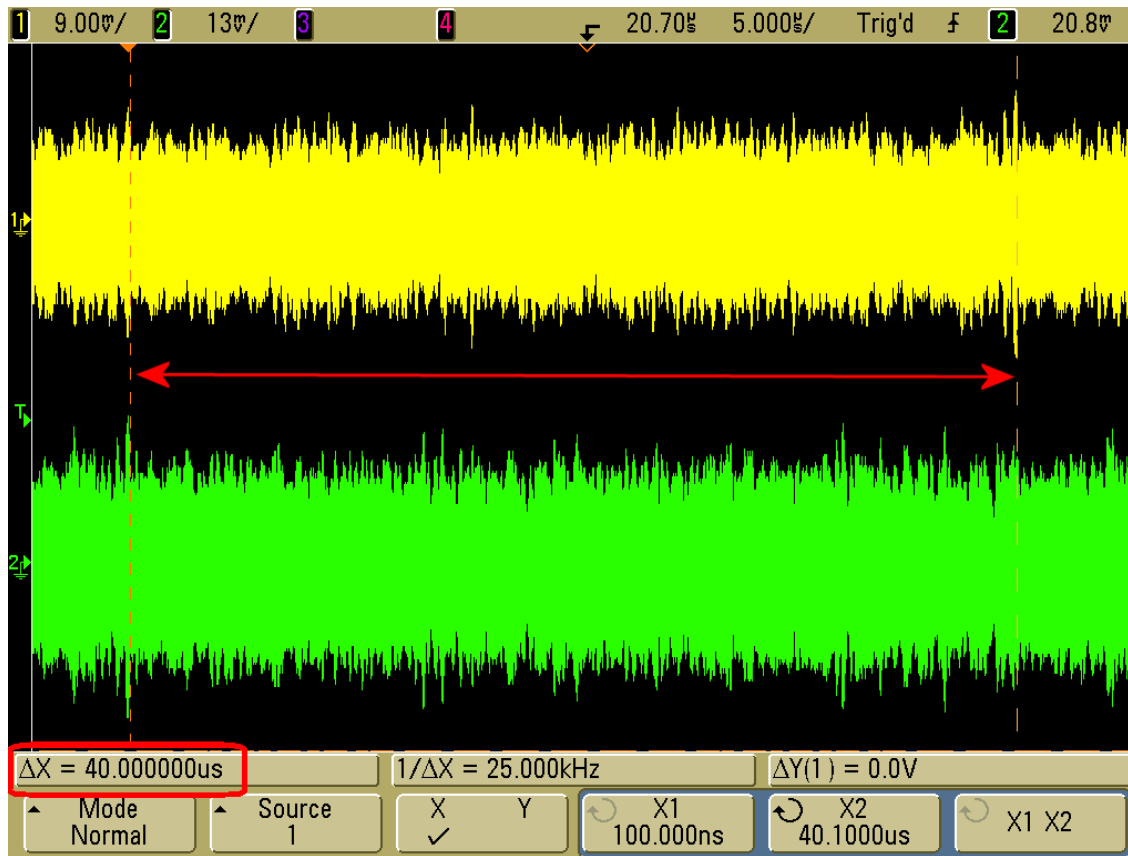 1 9.00V/ 2 13V/ 3 4 20.70us 5.000us/ Trig'd 2 20.8V
1
T
2
ΔX = 40.000000us 1/ΔX = 25.000kHz ΔY(1) = 0.0V
Mode Source X Y X1 X2 X1 X2
Normal 1 ✓ 100.000ns 40.1000us